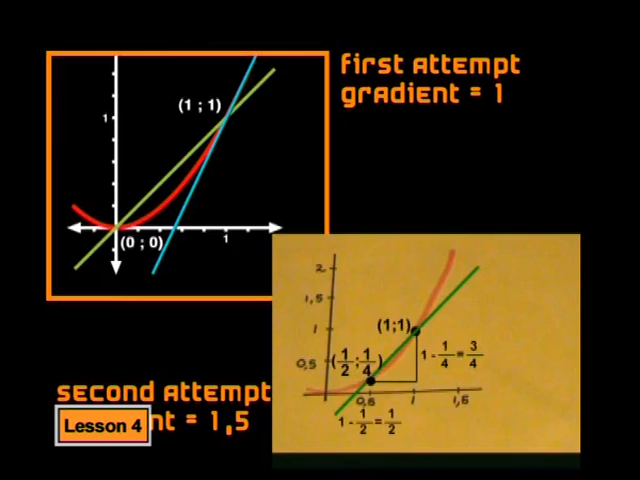 first attempt
gradient = 1
(1 ; 1)
1
(0 ; 0)
1
2
1,5
(1;1)
1
1 - 1/4 = 3/4
(1/2 ; 1/4)
0,5
0,5
1
1,5
1 - 1/2 = 1/2
second attempt
nt = 1,5
Lesson 4